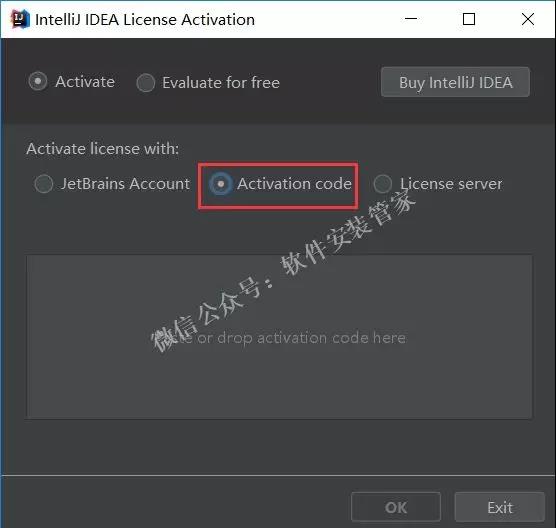 IntelliJ IDEA License Activation
Activate Evaluate for free Buy IntelliJ IDEA
Activate license with:
JetBrains Account Activation code License server
微信公众号：软件安装管家
or drop activation code here
OK Exit